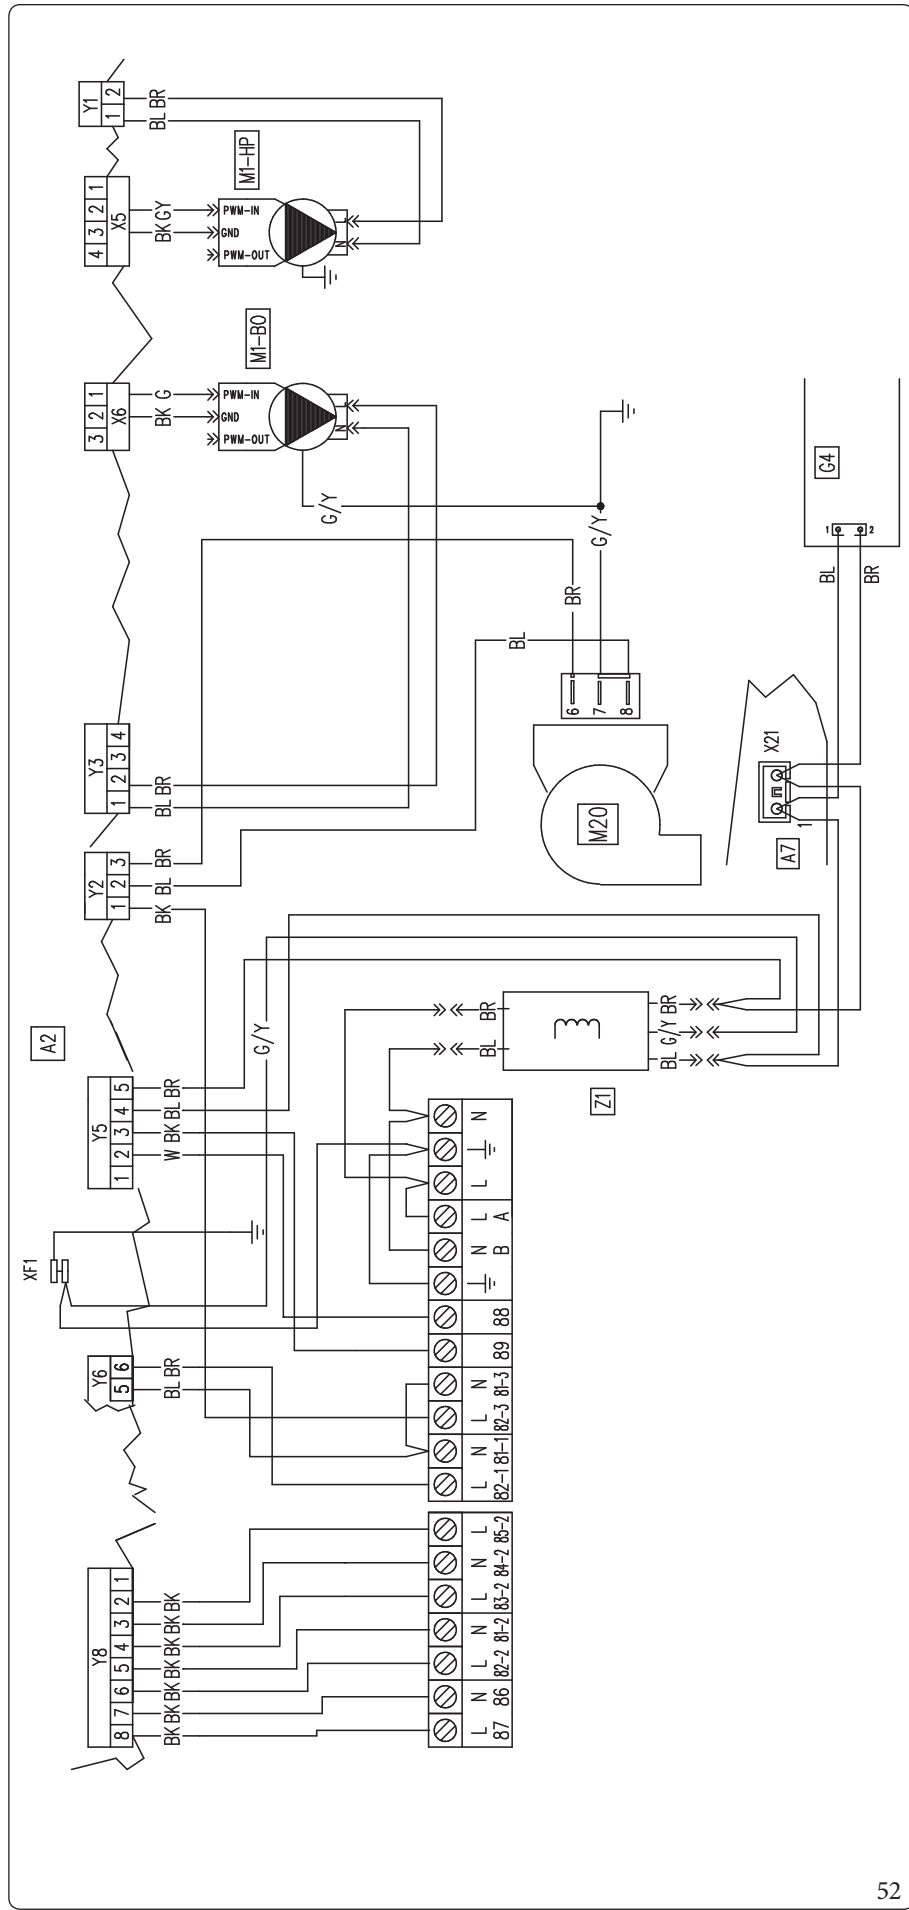 Y1
1 2
BL BR
X5
4 3 2 1
BK GY
M1-HP
PWM-IN
GND
PWM-OUT
N L
X6
3 2 1
BK G
M1-BO
PWM-IN
GND
PWM-OUT
N L
G/Y
G/Y
BR
BL
Y3
1 2 3 4
BL BR
Y2
1 2 3
BK BL BR
6
7
8
M20
G4
1 2
BL
BR
X21
1
A7
A2
G/Y
Y5
1 2 3 4 5
W BK BL BR
BL BR
Z1
BL G/Y BR
XF1
Y6
5 6
BL BR
Y8
8 7 6 5 4 3 2 1
BK BK BK BK BK BK BK
L N L N L N L
87 86 82-2 81-2 83-2 84-2 85-2
L N L N
82-1 81-1 82-3 81-3 89 88
N L L N
B A
52